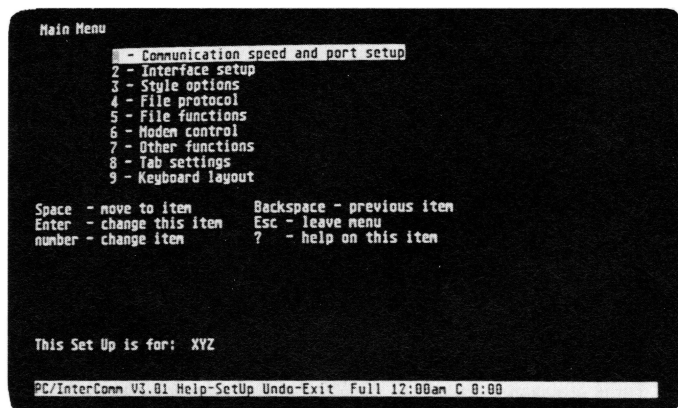 Main Menu
1 - Communication speed and port setup
2 - Interface setup
3 - Style options
4 - File protocol
5 - File functions
6 - Modem control
7 - Other functions
8 - Tab settings
9 - Keyboard layout
Space - move to item Backspace - previous item
Enter - change this item Esc - leave menu
number - change item ? - help on this item
This Set Up is for: XYZ
PC/InterComm V3.01 Help-SetUp Undo-Exit Full 12:00am C 0:00